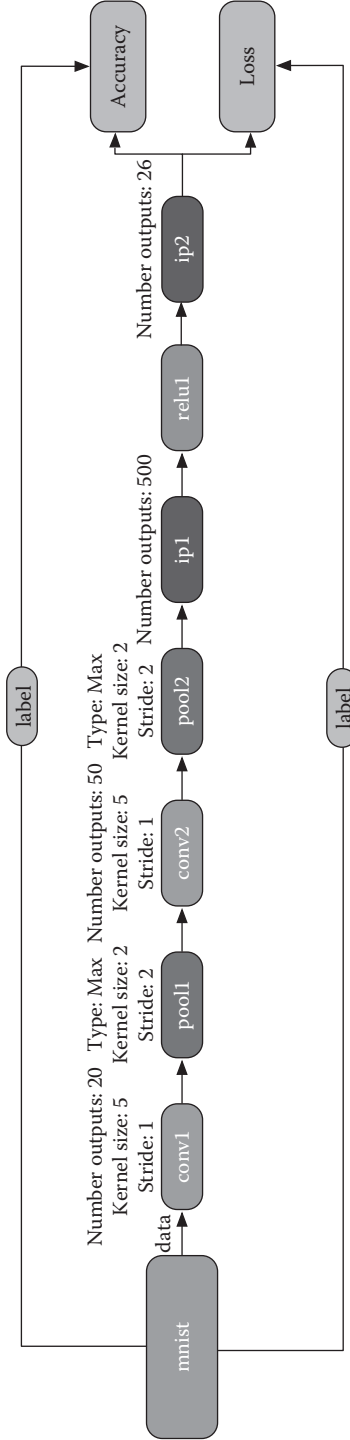 label
mnist
data
Number outputs: 20
Kernel size: 5
Stride: 1
conv1
Type: Max
Kernel size: 2
Stride: 2
pool1
Number outputs: 50
Kernel size: 5
Stride: 1
conv2
Type: Max
Kernel size: 2
Stride: 2
pool2
Number outputs: 500
ip1
relu1
Number outputs: 26
ip2
Accuracy
Loss
label